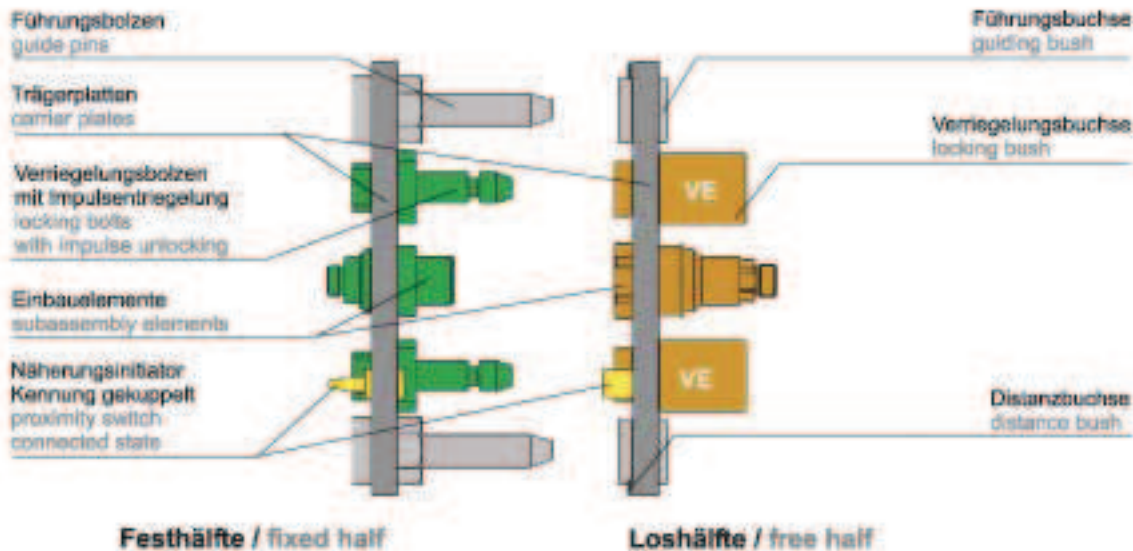 Führungsbolzen
guide pins
Trägerplatten
carrier plates
Verriegelungsbolzen
mit Impulsentriegelung
locking bolts
with impulse unlocking
Einbauelemente
subassembly elements
Näherungsinitiator
Kennung gekuppelt
proximity switch
connected state
Führungsbuchse
guiding bush
Verriegelungsbuchse
locking bush
VE
VE
Distanzbuchse
distance bush
Festhälfte / fixed half
Loshälfte / free half